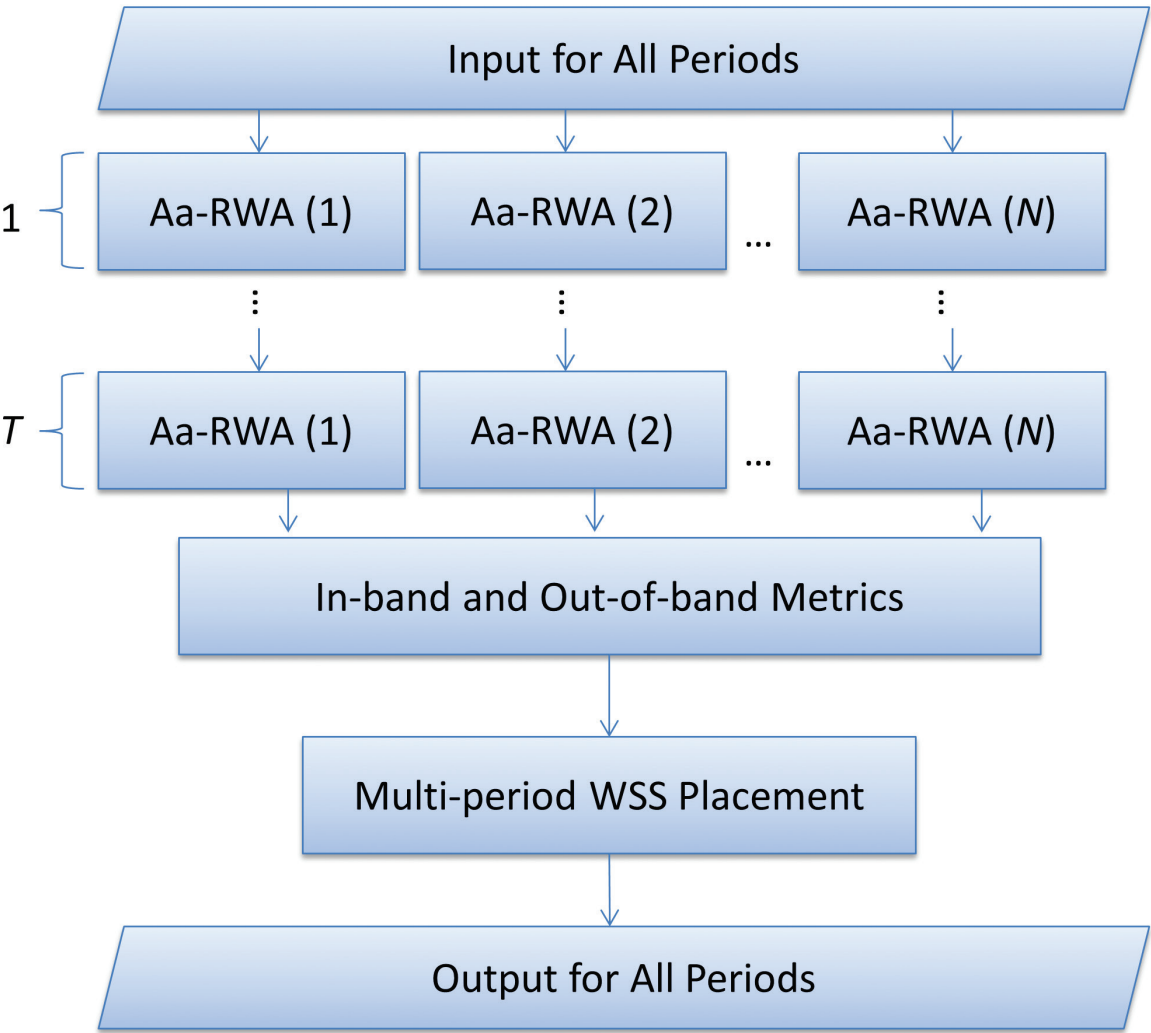 Input for All Periods
1
Aa-RWA (1)
Aa-RWA (2)
...
Aa-RWA (N)
...
...
...
T
Aa-RWA (1)
Aa-RWA (2)
...
Aa-RWA (N)
In-band and Out-of-band Metrics
Multi-period WSS Placement
Output for All Periods